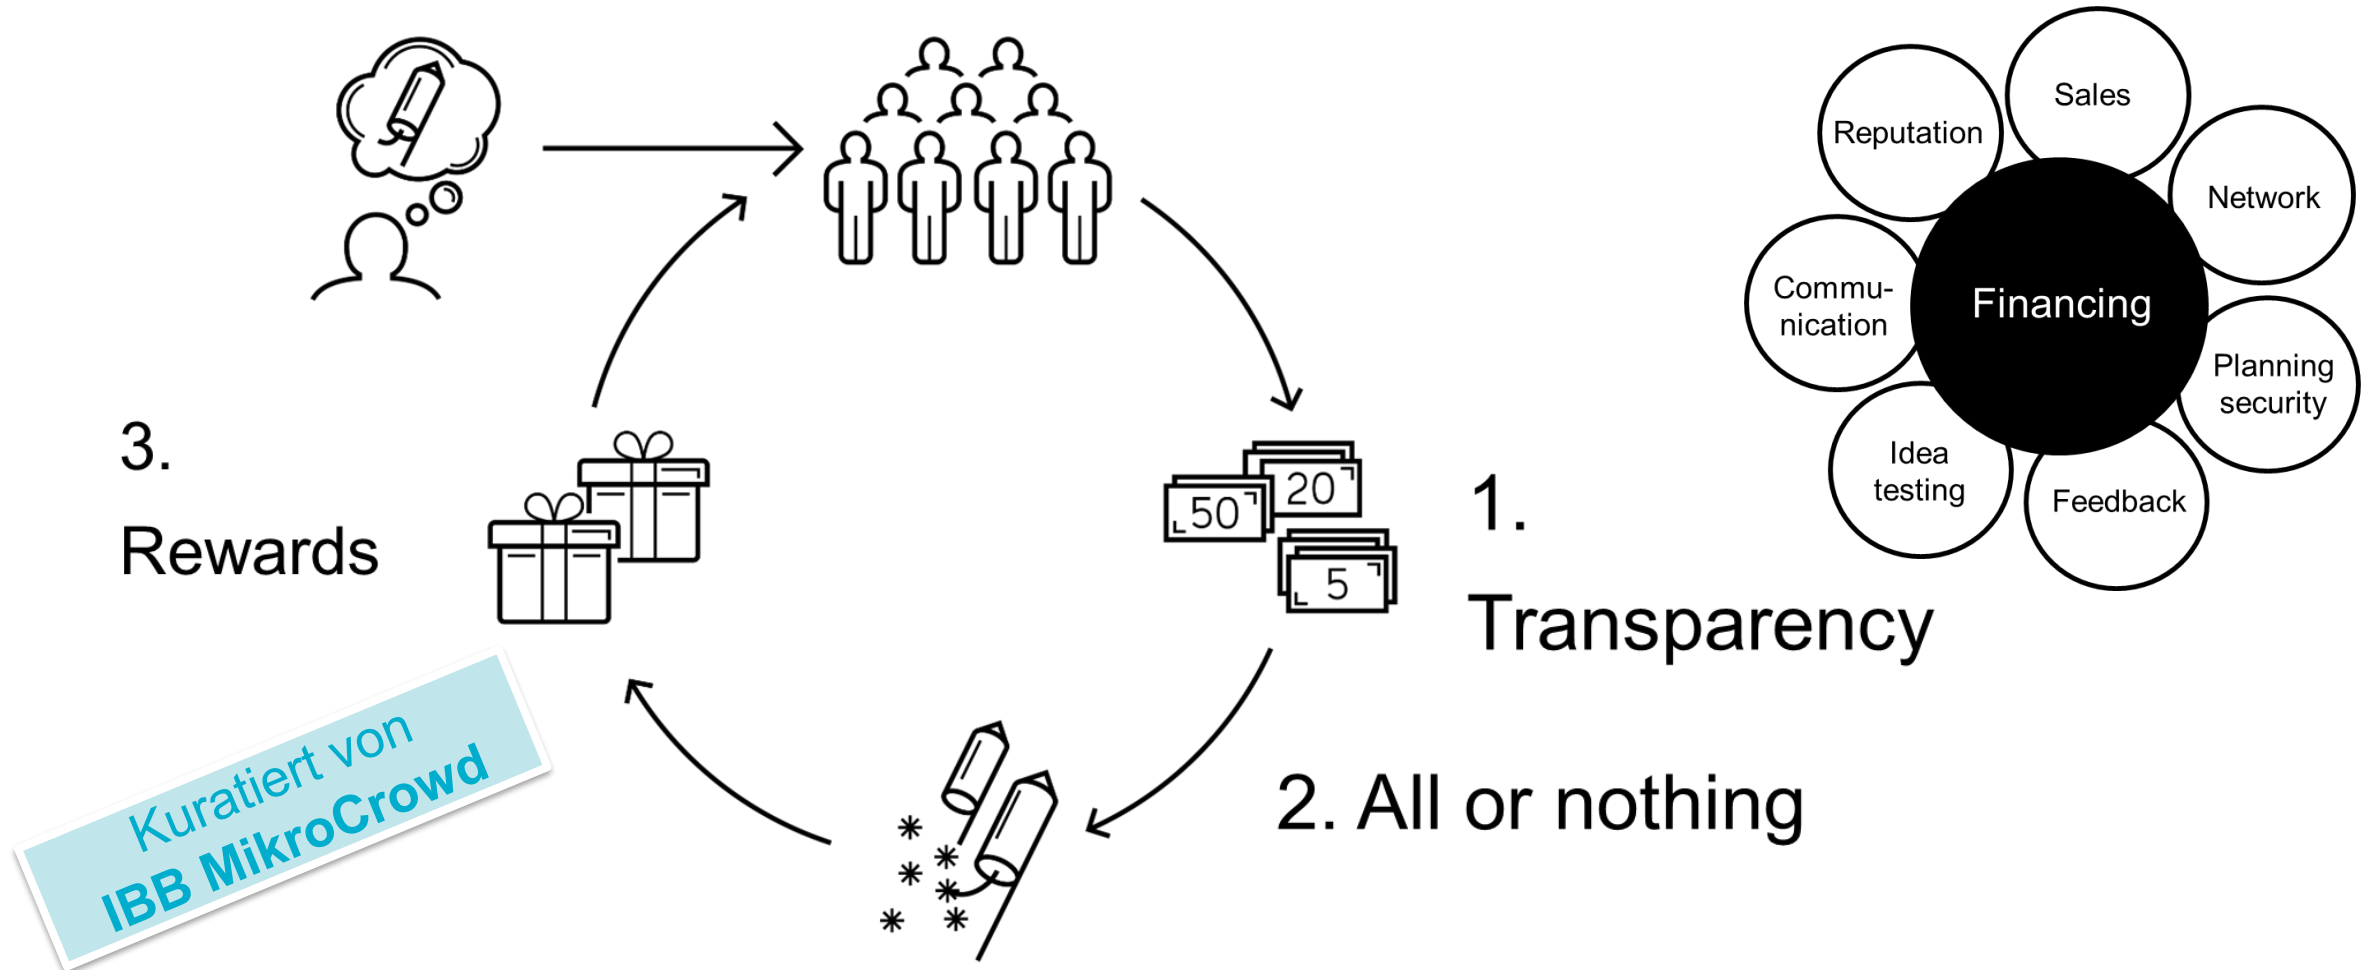 Sales
Reputation
Network
Commu-
nication
Financing
Planning
security
Idea
testing
Feedback
3.
Rewards
20
50
5
1.
Transparency
2. All or nothing
Kuratiert von
IBB MikroCrowd